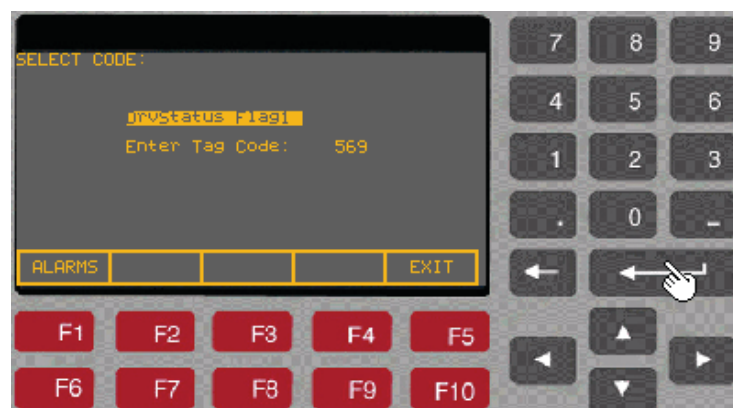 SELECT CODE:
DrvStatus Flag1
Enter Tag Code: 569
ALARMS EXIT
7 8 9
4 5 6
1 2 3
. 0 -
F1 F2 F3 F4 F5
F6 F7 F8 F9 F10